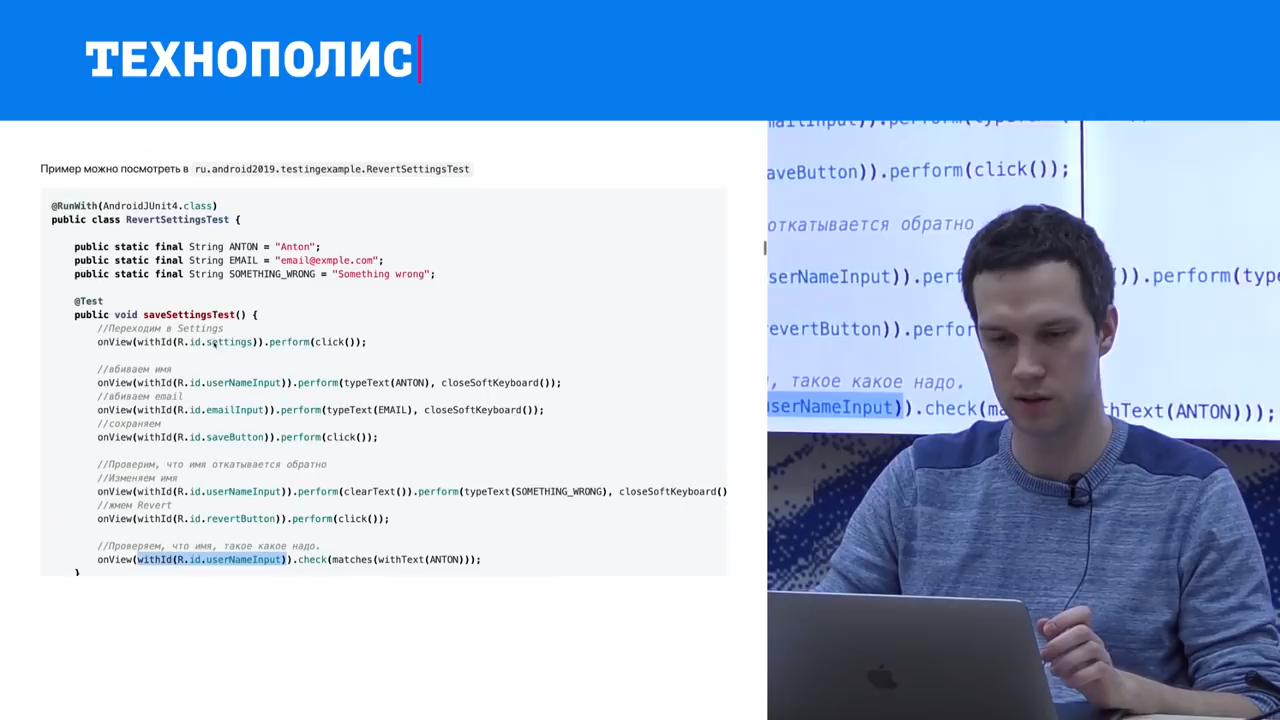 ТЕХНОПОЛИС
Пример можно посмотреть в ru.android2019.testingexample.RevertSettingsTest
@RunWith(AndroidJUnit4.class)
public class RevertSettingsTest {
public static final String ANTON = "Anton";
public static final String EMAIL = "email@exmple.com";
public static final String SOMETHING_WRONG = "Something wrong";
@Test
public void saveSettingsTest() {
//Переходим в Settings
onView(withId(R.id.settings)).perform(click());
//вбиваем имя
onView(withId(R.id.userNameInput)).perform(typeText(ANTON), closeSoftKeyboard());
//вбиваем email
onView(withId(R.id.emailInput)).perform(typeText(EMAIL), closeSoftKeyboard());
//сохраняем
onView(withId(R.id.saveButton)).perform(click());
//Проверим, что имя откатывается обратно
//Изменяем имя
onView(withId(R.id.userNameInput)).perform(clearText()).perform(typeText(SOMETHING_WRONG), closeSoftKeyboard()
//жмем Revert
onView(withId(R.id.revertButton)).perform(click());
//Проверяем, что имя, такое какое надо.
onView(withId(R.id.userNameInput)).check(matches(withText(ANTON)));
}
aveButton)).perform(click());
откатывается обратно
serNameInput)).perf )).perform(type
revertButton)).perfor
, такое какое надо.
serNameInput)).check(ma hText(ANTON)));